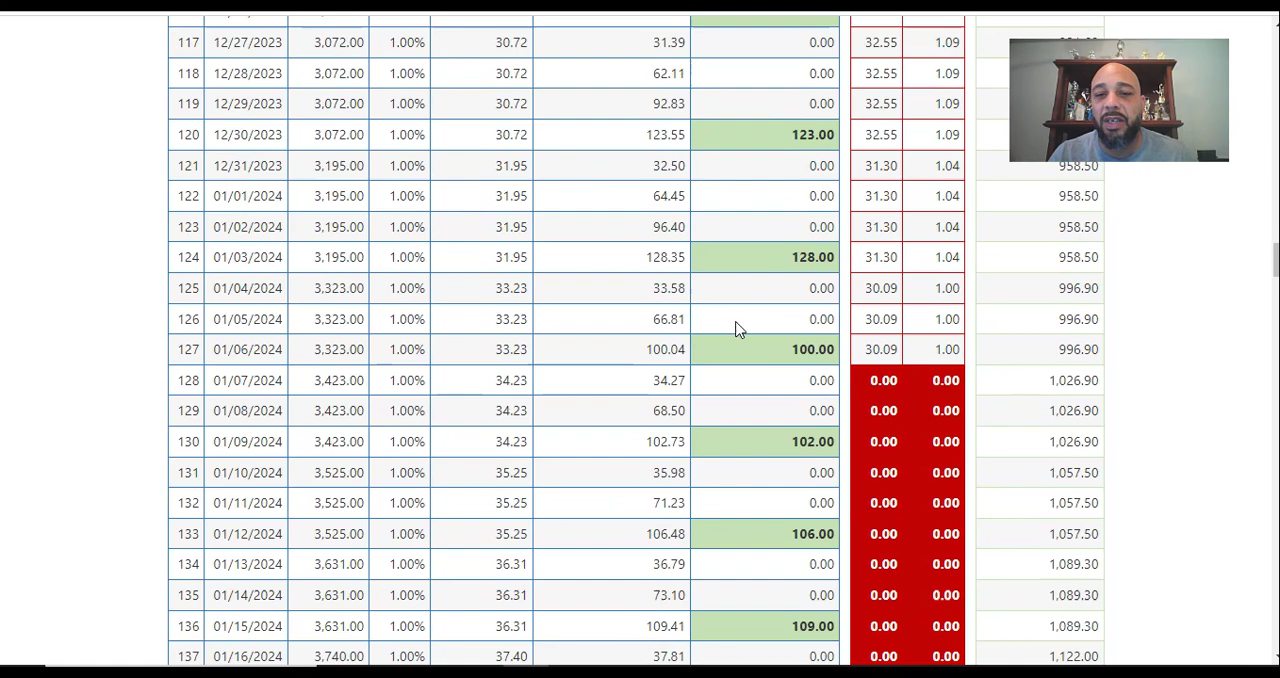 117 12/27/2023 3,072.00 1.00% 30.72 31.39 0.00 32.55 1.09
118 12/28/2023 3,072.00 1.00% 30.72 62.11 0.00 32.55 1.09
119 12/29/2023 3,072.00 1.00% 30.72 92.83 0.00 32.55 1.09
120 12/30/2023 3,072.00 1.00% 30.72 123.55 123.00 32.55 1.09
121 12/31/2023 3,195.00 1.00% 31.95 32.50 0.00 31.30 1.04 958.50
122 01/01/2024 3,195.00 1.00% 31.95 64.45 0.00 31.30 1.04 958.50
123 01/02/2024 3,195.00 1.00% 31.95 96.40 0.00 31.30 1.04 958.50
124 01/03/2024 3,195.00 1.00% 31.95 128.35 128.00 31.30 1.04 958.50
125 01/04/2024 3,323.00 1.00% 33.23 33.58 0.00 30.09 1.00 996.90
126 01/05/2024 3,323.00 1.00% 33.23 66.81 0.00 30.09 1.00 996.90
127 01/06/2024 3,323.00 1.00% 33.23 100.04 100.00 30.09 1.00 996.90
128 01/07/2024 3,423.00 1.00% 34.23 34.27 0.00 0.00 0.00 1,026.90
129 01/08/2024 3,423.00 1.00% 34.23 68.50 0.00 0.00 0.00 1,026.90
130 01/09/2024 3,423.00 1.00% 34.23 102.73 102.00 0.00 0.00 1,026.90
131 01/10/2024 3,525.00 1.00% 35.25 35.98 0.00 0.00 0.00 1,057.50
132 01/11/2024 3,525.00 1.00% 35.25 71.23 0.00 0.00 0.00 1,057.50
133 01/12/2024 3,525.00 1.00% 35.25 106.48 106.00 0.00 0.00 1,057.50
134 01/13/2024 3,631.00 1.00% 36.31 36.79 0.00 0.00 0.00 1,089.30
135 01/14/2024 3,631.00 1.00% 36.31 73.10 0.00 0.00 0.00 1,089.30
136 01/15/2024 3,631.00 1.00% 36.31 109.41 109.00 0.00 0.00 1,089.30
137 01/16/2024 3,740.00 1.00% 37.40 37.81 0.00 0.00 0.00 1,122.00